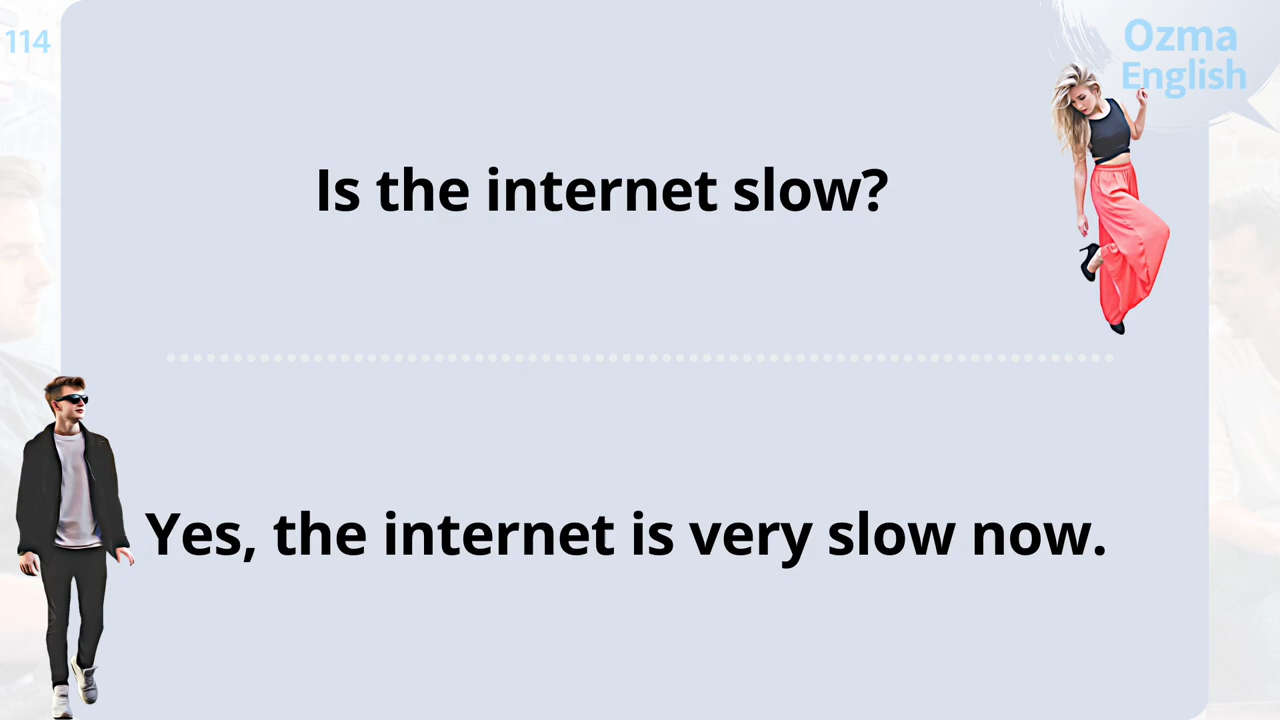 114
Ozma
English
Is the internet slow?
Yes, the internet is very slow now.